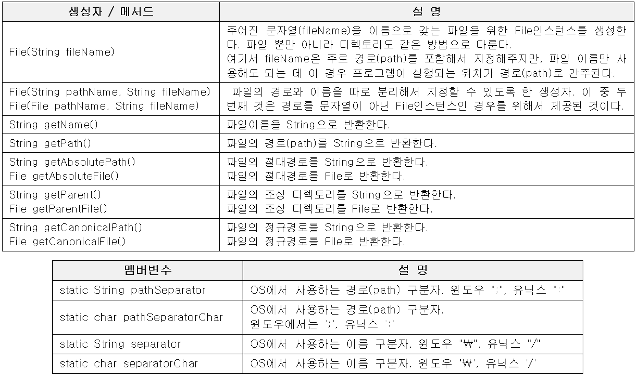 생성자 / 메서드 설 명
File(String fileName)
주어진 문자열(fileName)을 이름으로 갖는 파일을 위한 File인스턴스를 생성한
다. 파일 뿐만 아니라 디렉토리도 같은 방법으로 다룬다.
여기서 fileName은 주로 경로(path)를 포함해서 지정해주지만, 파일 이름만 사
용해도 되는 데 이 경우 프로그램이 실행되는 위치가 경로(path)로 간주된다.
File(String pathName, String fileName)
File(File pathName, String fileName)
파일의 경로와 이름을 따로 분리해서 지정할 수 있도록 한 생성자. 이 중 두
번째 것은 경로를 문자열이 아닌 File인스턴스인 경우를 위해서 제공된 것이다.
String getName() 파일이름을 String으로 반환한다.
String getPath() 파일의 경로(path)를 String으로 반환한다.
String getAbsolutePath()
File getAbsoluteFile()
파일의 절대경로를 String으로 반환한다.
파일의 절대경로를 File로 반환한다
String getParent()
File getParentFile()
파일의 조상 디렉토리를 String으로 반환한다.
파일의 조상 디렉토리를 File로 반환한다.
String getCanonicalPath()
File getCanonicalFile()
파일의 정규경로를 String으로 반환한다.
파일의 정규경로를 File로 반환한다.
멤버변수 설 명
static String pathSeparator OS에서 사용하는 경로(path) 구분자. 윈도우 ";", 유닉스 ":"
static char pathSeparatorChar
OS에서 사용하는 경로(path) 구분자.
윈도우에서는 ';', 유닉스 ':'
static String separator OS에서 사용하는 이름 구분자. 윈도우 "₩", 유닉스 "/"
static char separatorChar OS에서 사용하는 이름 구분자. 윈도우 '₩', 유닉스 '/'